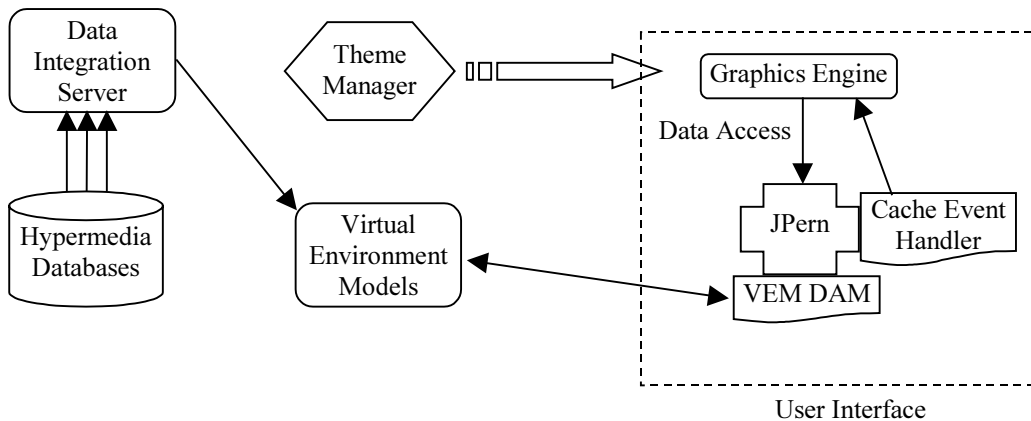 Data
Integration
Server
Theme
Manager
Graphics Engine
Data Access
JPern
Cache Event
Handler
Hypermedia
Databases
Virtual
Environment
Models
VEM DAM
User Interface